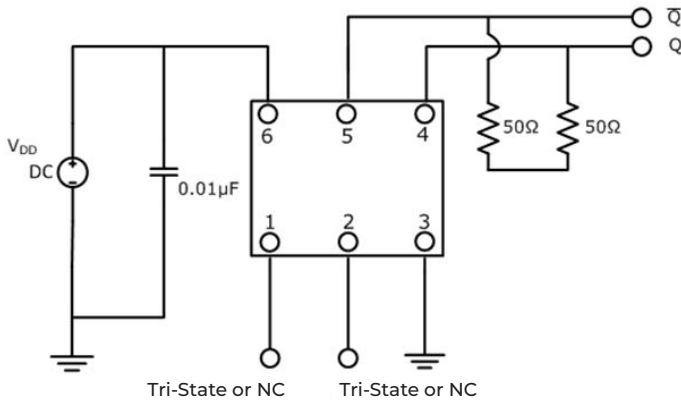 Q̅
Q
6
5
4
50Ω
50Ω
V_DD
DC
+
-
0.01µF
1
2
3
Tri-State or NC
Tri-State or NC